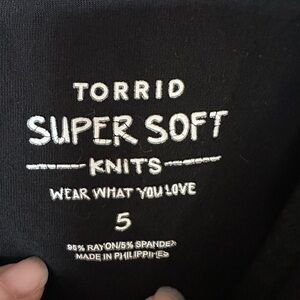 TORRID
SUPER SOFT
KNITS
WEAR WHAT YOU LOVE
5
95% RAYON/5% SPANDEX
MADE IN PHILIPPINES